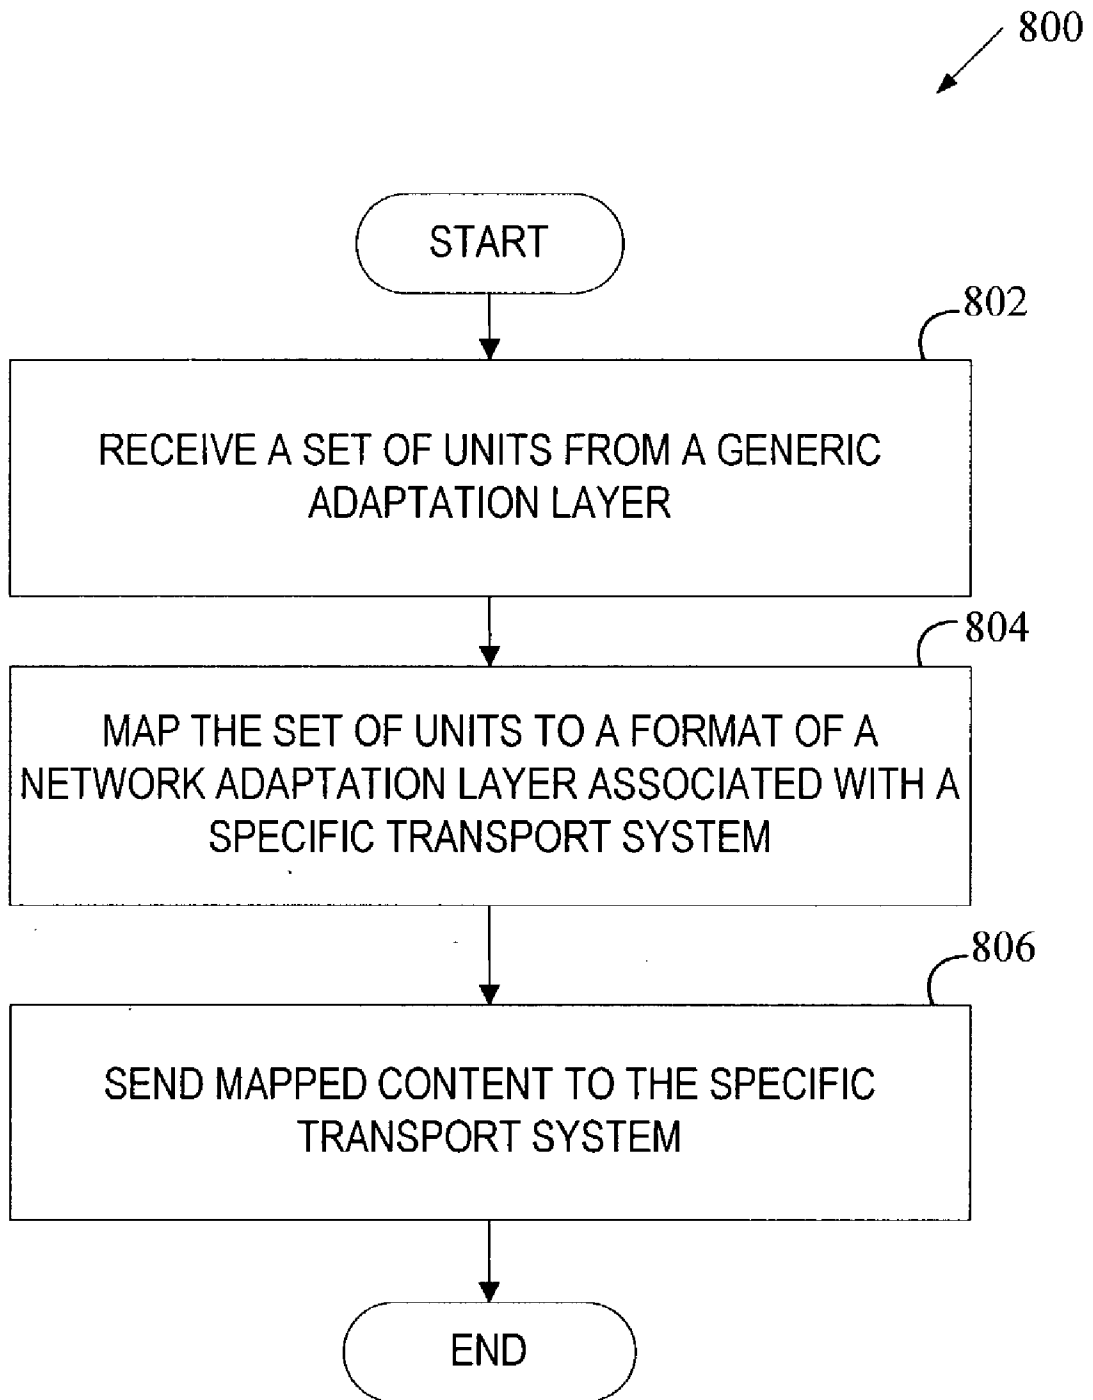 800
START
802
RECEIVE A SET OF UNITS FROM A GENERIC
ADAPTATION LAYER
804
MAP THE SET OF UNITS TO A FORMAT OF A
NETWORK ADAPTATION LAYER ASSOCIATED WITH A
SPECIFIC TRANSPORT SYSTEM
806
SEND MAPPED CONTENT TO THE SPECIFIC
TRANSPORT SYSTEM
END